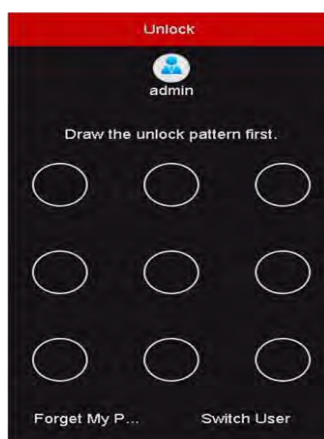 Unlock
admin
Draw the unlock pattern first.
Forget My P... Switch User